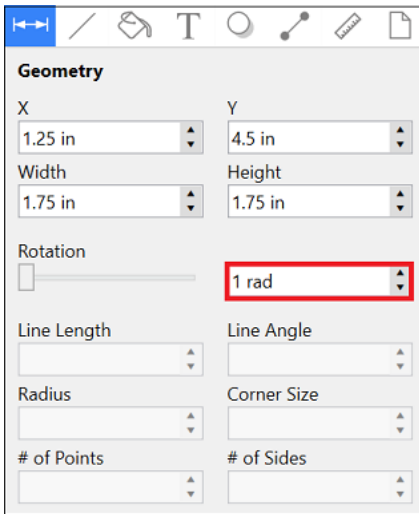 T
Geometry
X Y
1.25 in 4.5 in
Width Height
1.75 in 1.75 in
Rotation
1 rad
Line Length Line Angle
Radius Corner Size
# of Points # of Sides